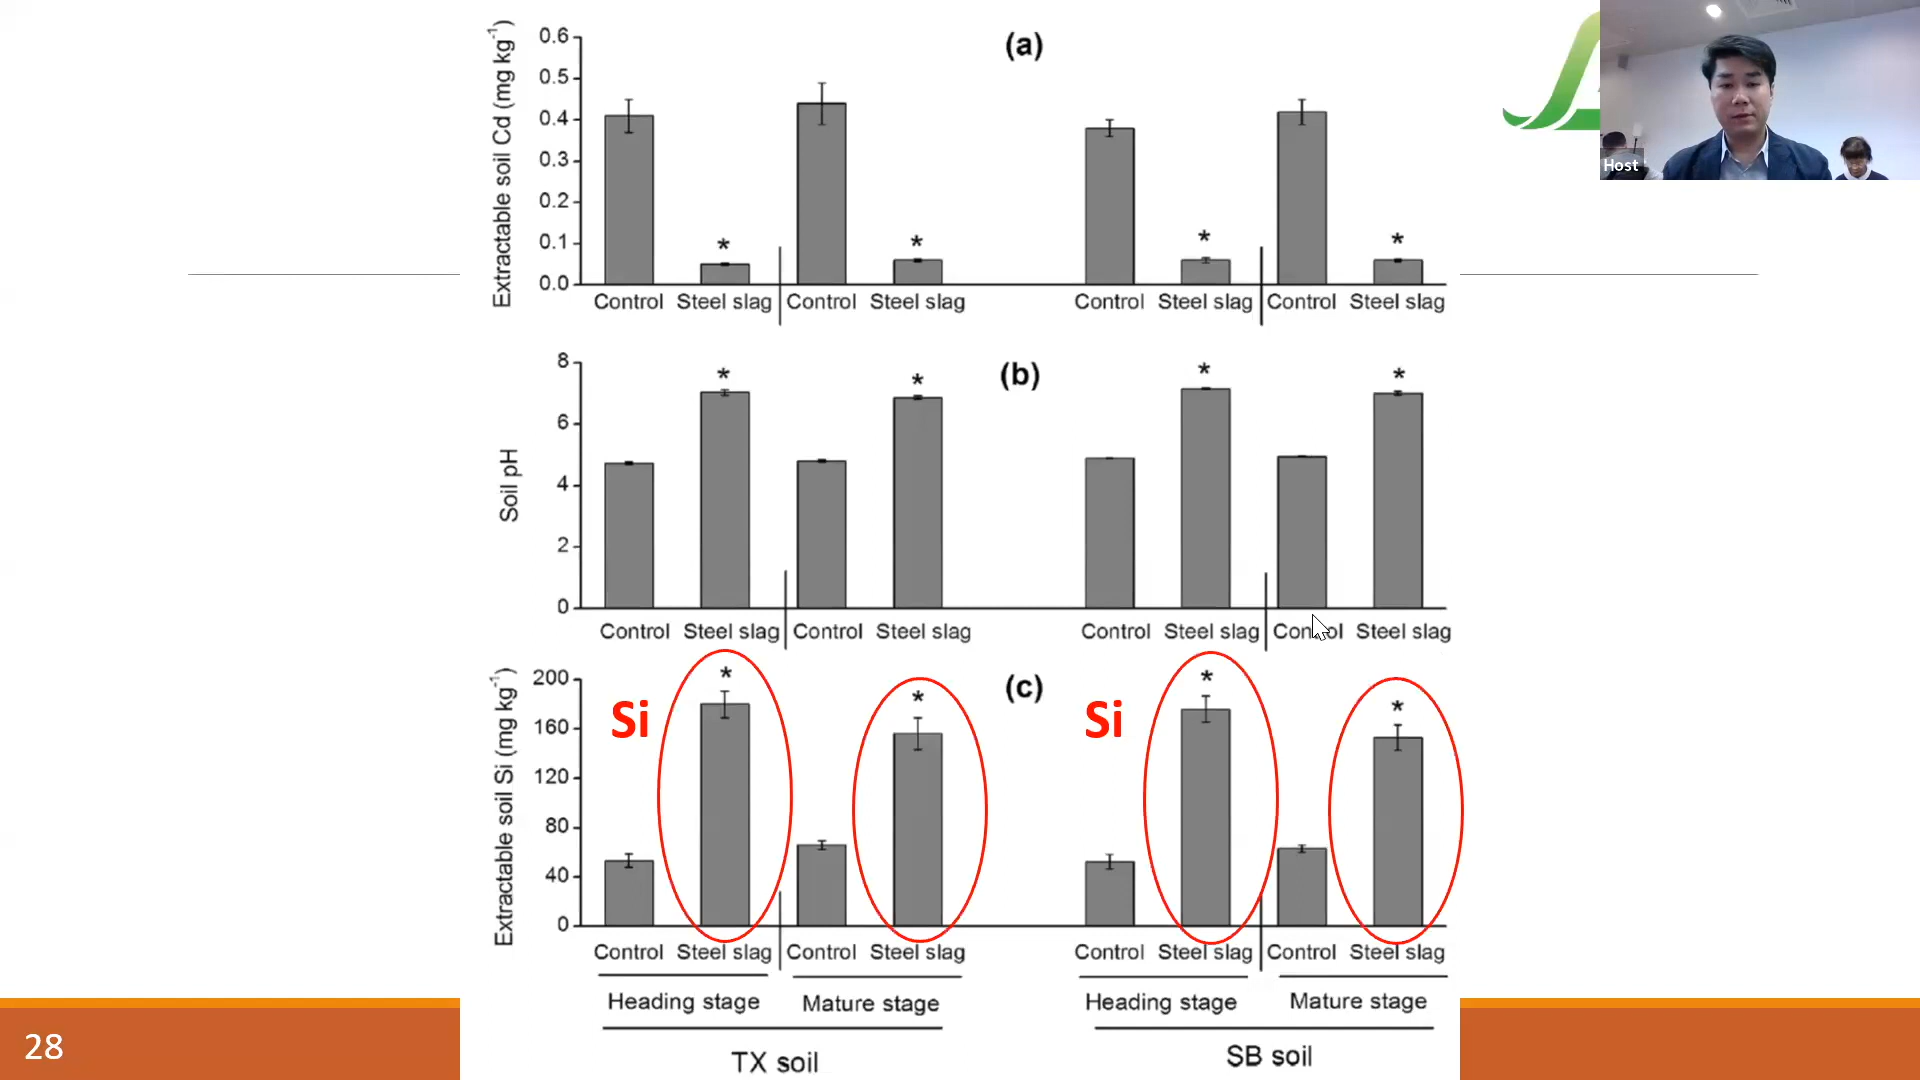 Extractable soil Cd (mg kg⁻¹)
0.6
0.5
0.4
0.3
0.2
0.1
0.0
(a)
*
*
*
*
Control Steel slag Control Steel slag Control Steel slag Control Steel slag
Host
Soil pH
8
6
4
2
0
(b)
*
*
*
*
Control Steel slag Control Steel slag Control Steel slag Control Steel slag
Extractable soil Si (mg kg⁻¹)
200
160
120
80
40
0
(c)
Si
Si
*
*
*
*
Control Steel slag Control Steel slag Control Steel slag Control Steel slag
Heading stage Mature stage Heading stage Mature stage
TX soil SB soil
28